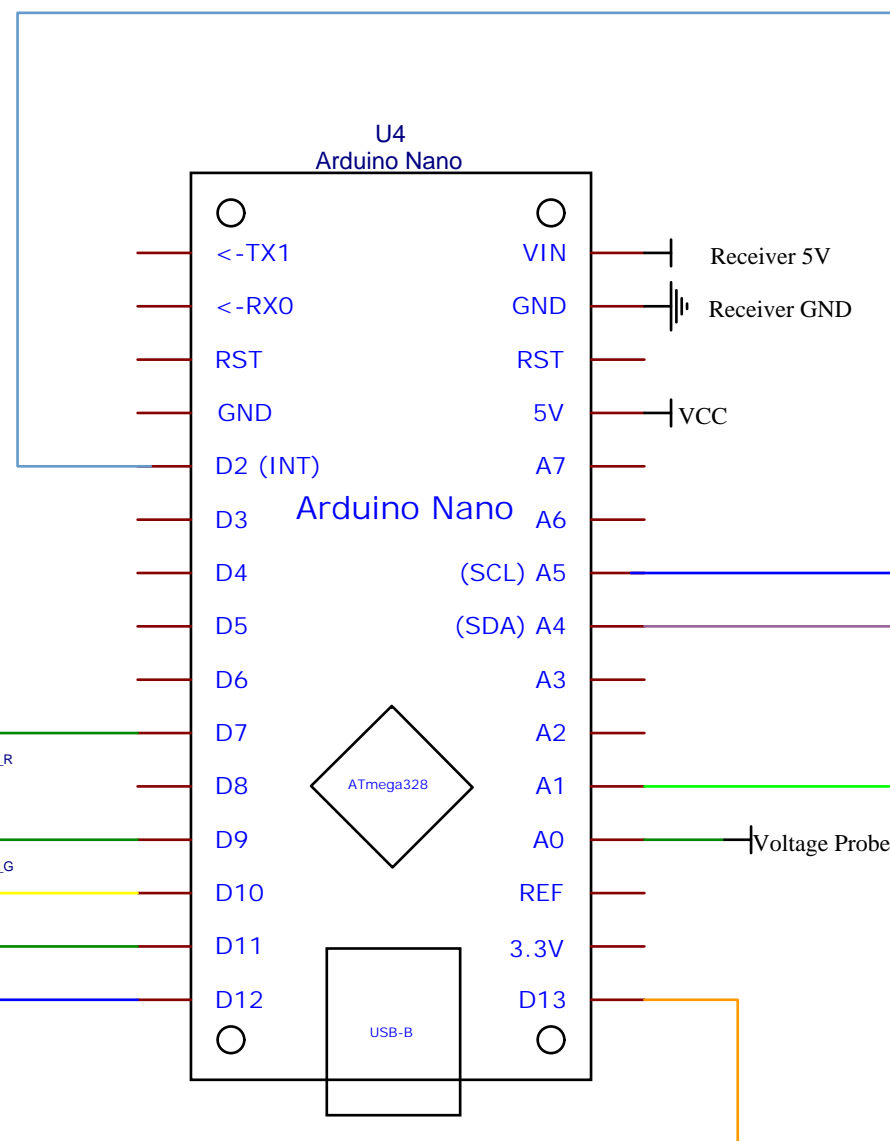 U4
Arduino Nano
<-TX1
VIN
Receiver 5V
<-RX0
GND
Receiver GND
RST
RST
GND
5V
VCC
D2 (INT)
A7
Arduino Nano
D3
A6
D4
(SCL) A5
D5
(SDA) A4
D6
A3
D7
A2
_R
D8
ATmega328
A1
D9
A0
Voltage Probe
_G
D10
REF
D11
3.3V
D12
D13
USB-B